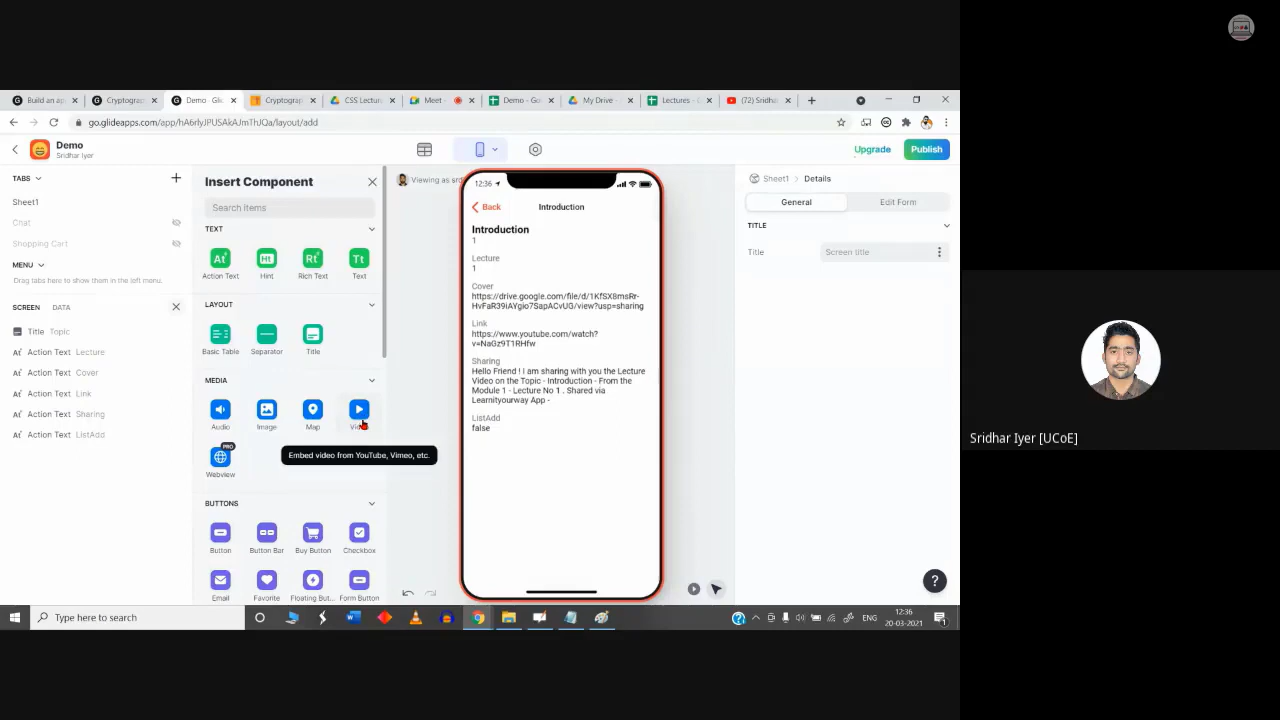 Build an ap
Cryptograp
Demo - Gli
Cryptograp
CSS Lectur
Meet -
Demo - Go
My Drive -
Lectures -
(72) Sridha
go.glideapps.com/app/hA6rlyJPUSAkAJmThJQa/layout/add
Demo
Sridhar Iyer
Upgrade
Publish
TABS
Sheet1
Chat
Shopping Cart
MENU
Drag tabs here to show them in the left menu.
SCREEN DATA
Title Topic
Action Text Lecture
Action Text Cover
Action Text Link
Action Text Sharing
Action Text ListAdd
Insert Component
Search items
TEXT
Action Text Hint Rich Text Text
LAYOUT
Basic Table Separator Title
MEDIA
Audio Image Map
Embed video from YouTube, Vimeo, etc.
PRO
Webview
BUTTONS
Button Button Bar Buy Button Checkbox
Email Favorite Floating But... Form Button
Viewing as srd
12:36
Back Introduction
Introduction
1
Lecture
1
Cover
https://drive.google.com/file/d/1KfSX8msRr-
HvFaR39iAYgio7SapACvUG/view?usp=sharing
Link
https://www.youtube.com/watch?
v=NaGz9T1RHfw
Sharing
Hello Friend ! I am sharing with you the Lecture
Video on the Topic - Introduction - From the
Module 1 - Lecture No 1 . Shared via
Learnityourway App -
ListAdd
false
Sheet1 > Details
General Edit Form
TITLE
Title Screen title
?
Type here to search
ENG
12:36
20-03-2021
Sridhar Iyer [UCoE]